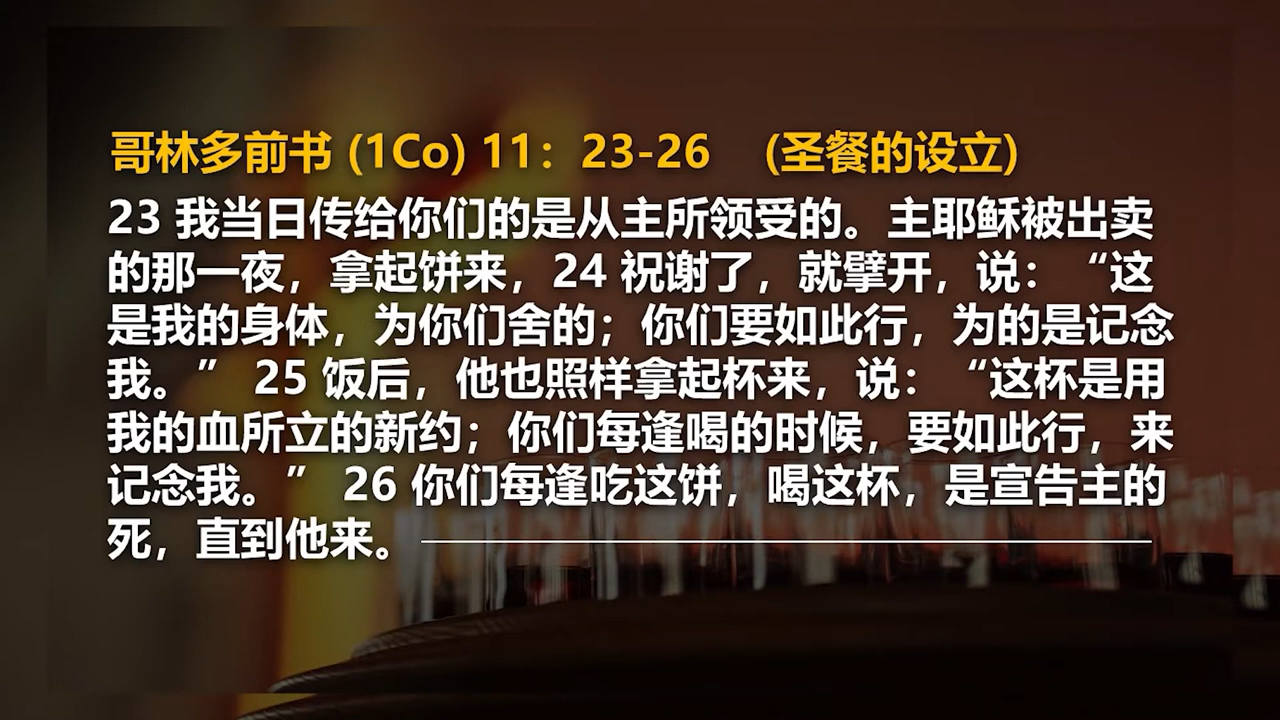 哥林多前书 (1Co) 11：23-26 (圣餐的设立)
23 我当日传给你们的是从主所领受的。主耶稣被出卖
的那一夜，拿起饼来，24 祝谢了，就擘开，说：“这
是我的身体，为你们舍的；你们要如此行，为的是记念
我。” 25 饭后，他也照样拿起杯来，说：“这杯是用
我的血所立的新约；你们每逢喝的时候，要如此行，来
记念我。” 26 你们每逢吃这饼，喝这杯，是宣告主的
死，直到他来。